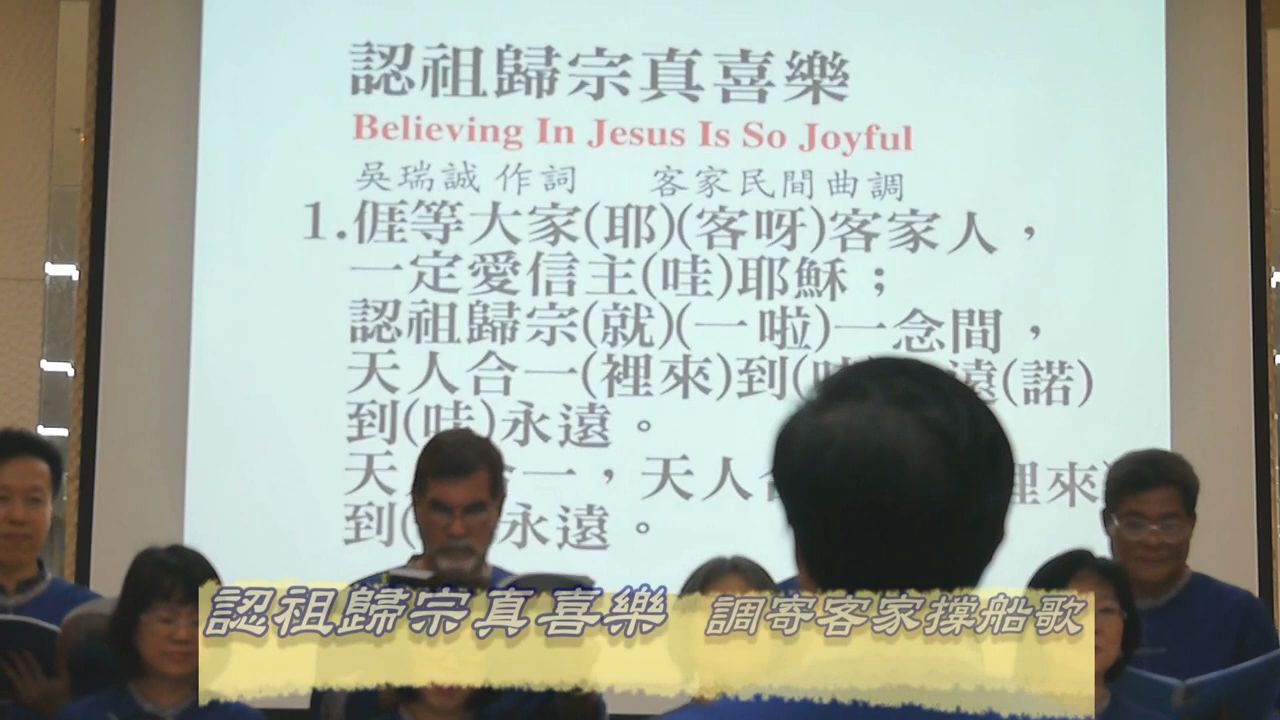 認祖歸宗真喜樂
Believing In Jesus Is So Joyful
吳瑞誠 作詞 客家民間曲調
1.𠊎等大家(耶)(客呀)客家人，
一定愛信主(哇)耶穌；
認祖歸宗(就)(一啦)一念間，
天人合一(裡來)到( 遠(諾)
到(哇)永遠。
天 合一，天人 裡來
到( 永遠。
認祖歸宗真喜樂 調寄客家撐船歌